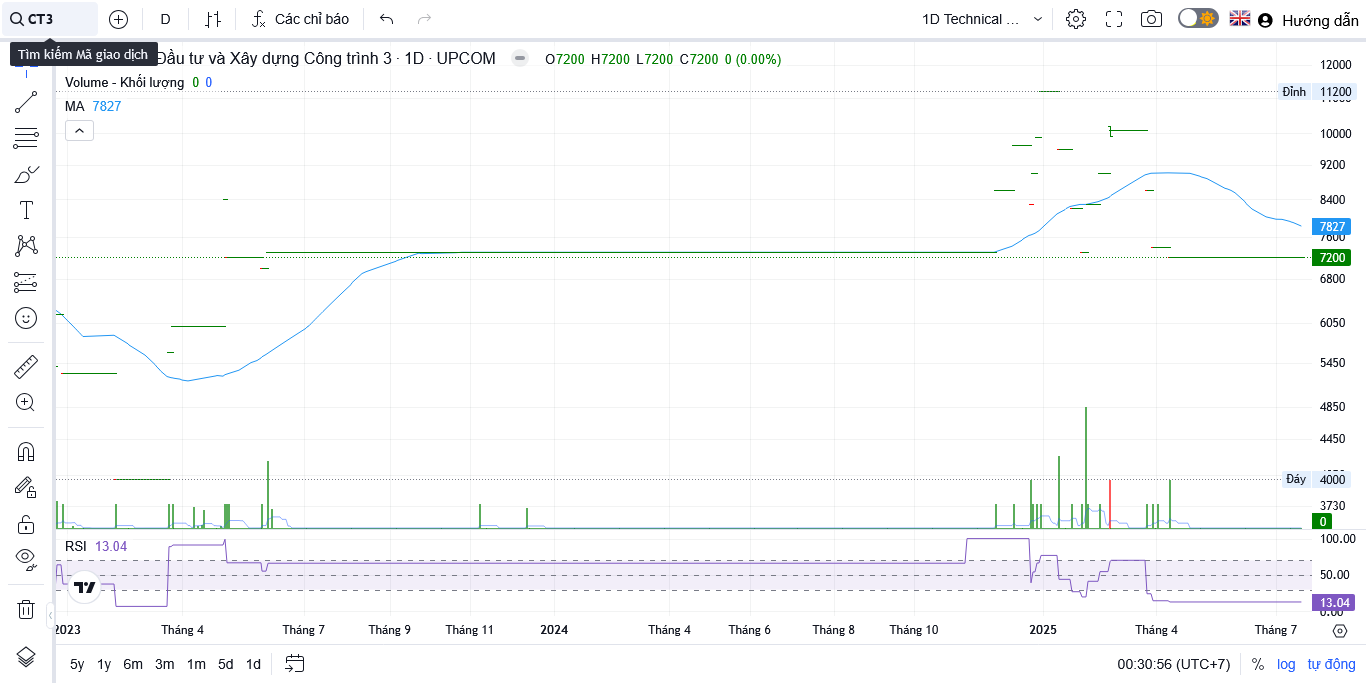 CT3 D Các chỉ báo 1D Technical ... Hướng dẫn
Tìm kiếm Mã giao dịch
Đầu tư và Xây dựng Công trình 3 · 1D · UPCOM O7200 H7200 L7200 C7200 0 (0.00%)
Volume - Khối lượng 0 0
MA 7827
12000
Đỉnh 11200
10000
9200
8400
7827
7600
7200
6800
6050
5450
4850
4450
Đáy 4000
3730
0
RSI 13.04
100.00
50.00
13.04
0.00
2023 Tháng 4 Tháng 7 Tháng 9 Tháng 11 2024 Tháng 4 Tháng 6 Tháng 8 Tháng 10 2025 Tháng 4 Tháng 7
5y 1y 6m 3m 1m 5d 1d 00:30:56 (UTC+7) % log tự động